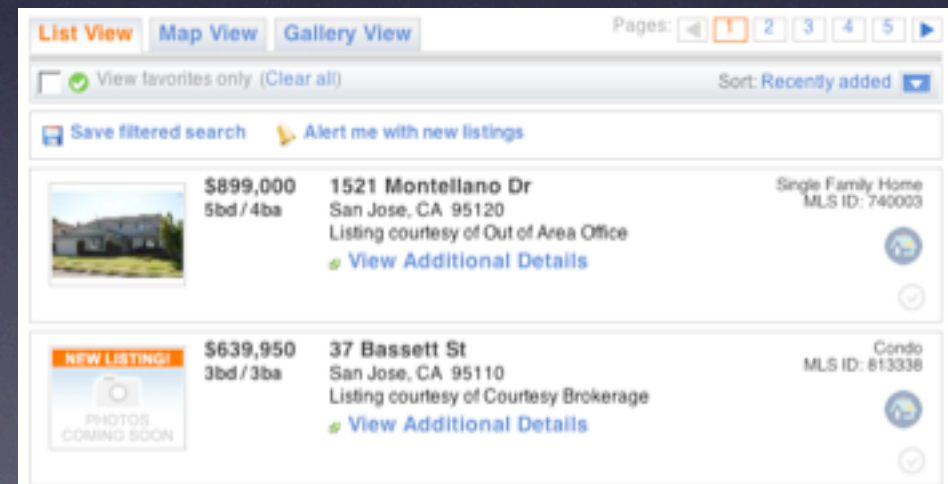 List View Map View Gallery View Pages: 1 2 3 4 5
View favorites only (Clear all) Sort: Recently added
Save filtered search Alert me with new listings
$899,000 1521 Montellano Dr Single Family Home
5bd / 4ba San Jose, CA 95120 MLS ID: 740003
Listing courtesy of Out of Area Office
View Additional Details
NEW LISTING! $639,950 37 Bassett St Condo
3bd / 3ba San Jose, CA 95110 MLS ID: 813338
Listing courtesy of Courtesy Brokerage
PHOTOS View Additional Details
COMING SOON